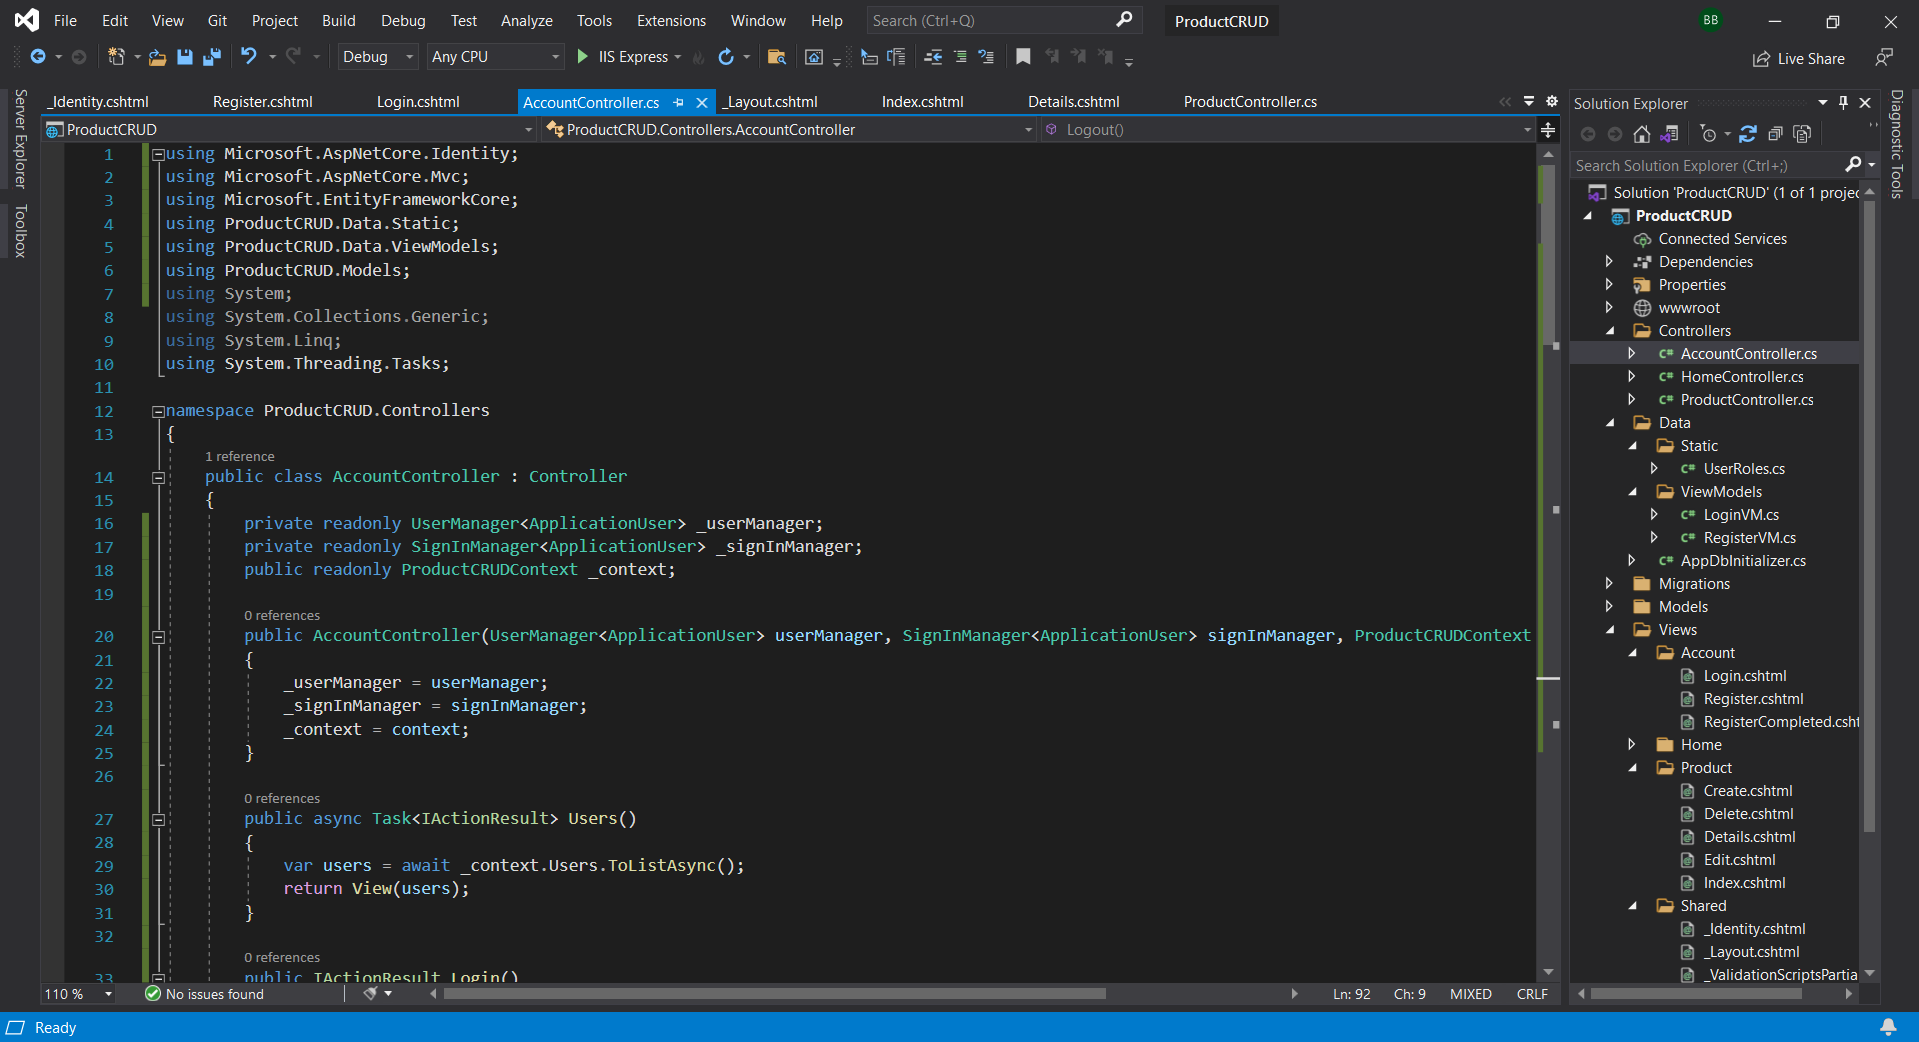 File Edit View Git Project Build Debug Test Analyze Tools Extensions Window Help Search (Ctrl+Q) ProductCRUD BB
Debug Any CPU IIS Express Live Share
_Identity.cshtml Register.cshtml Login.cshtml AccountController.cs _Layout.cshtml Index.cshtml Details.cshtml ProductController.cs
ProductCRUD ProductCRUD.Controllers.AccountController Logout()
Server Explorer
Toolbox
1 using Microsoft.AspNetCore.Identity;
2 using Microsoft.AspNetCore.Mvc;
3 using Microsoft.EntityFrameworkCore;
4 using ProductCRUD.Data.Static;
5 using ProductCRUD.Data.ViewModels;
6 using ProductCRUD.Models;
7 using System;
8 using System.Collections.Generic;
9 using System.Linq;
10 using System.Threading.Tasks;
11
12 namespace ProductCRUD.Controllers
13 {
1 reference
14 public class AccountController : Controller
15 {
16 private readonly UserManager<ApplicationUser> _userManager;
17 private readonly SignInManager<ApplicationUser> _signInManager;
18 public readonly ProductCRUDContext _context;
19
0 references
20 public AccountController(UserManager<ApplicationUser> userManager, SignInManager<ApplicationUser> signInManager, ProductCRUDContext
21 {
22 _userManager = userManager;
23 _signInManager = signInManager;
24 _context = context;
25 }
26
0 references
27 public async Task<IActionResult> Users()
28 {
29 var users = await _context.Users.ToListAsync();
30 return View(users);
31 }
32
0 references
33 public IActionResult Login()
110 % No issues found Ln: 92 Ch: 9 MIXED CRLF
Ready
Solution Explorer
Search Solution Explorer (Ctrl+;)
Solution 'ProductCRUD' (1 of 1 projec
ProductCRUD
Connected Services
Dependencies
Properties
wwwroot
Controllers
C# AccountController.cs
C# HomeController.cs
C# ProductController.cs
Data
Static
C# UserRoles.cs
ViewModels
C# LoginVM.cs
C# RegisterVM.cs
C# AppDbInitializer.cs
Migrations
Models
Views
Account
Login.cshtml
Register.cshtml
RegisterCompleted.csht
Home
Product
Create.cshtml
Delete.cshtml
Details.cshtml
Edit.cshtml
Index.cshtml
Shared
_Identity.cshtml
_Layout.cshtml
_ValidationScriptsPartia
Diagnostic Tools